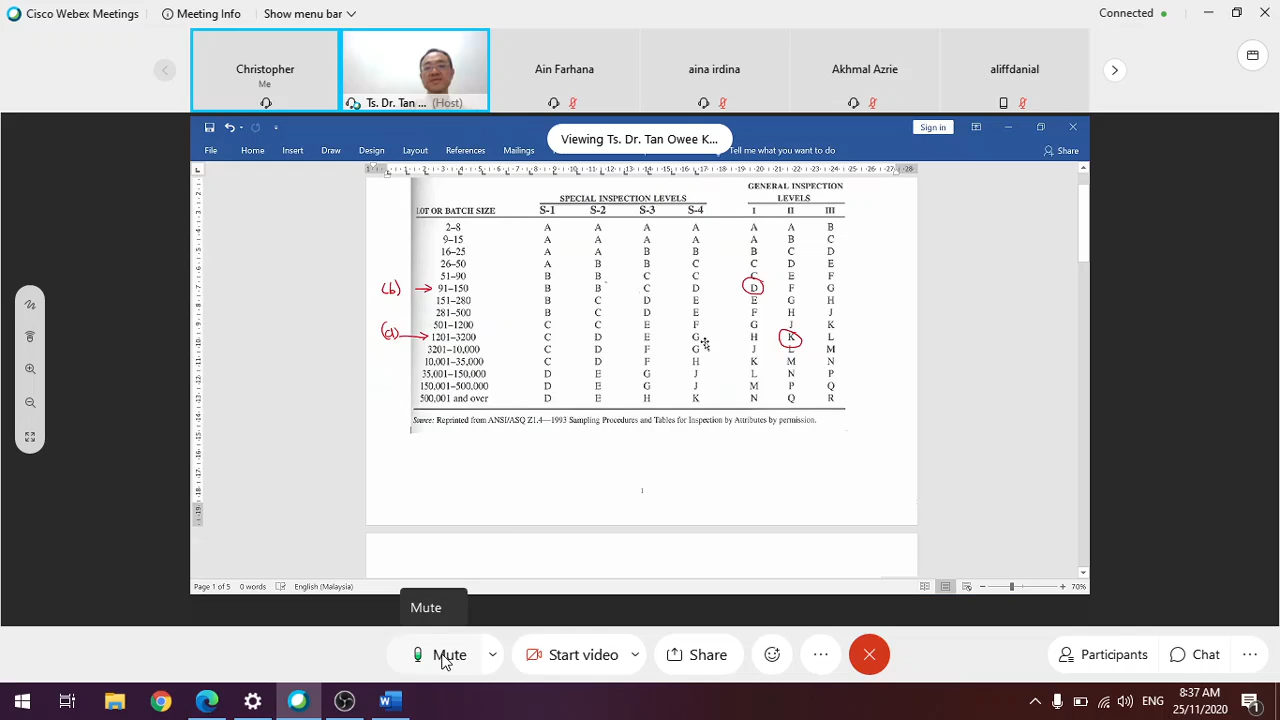 Cisco Webex Meetings Meeting Info Show menu bar Connected
Christopher
Me
Ts. Dr. Tan ... (Host)
Ain Farhana
aina irdina
Akhmal Azrie
aliffdanial
Viewing Ts. Dr. Tan Owee K...
Sign in
File Home Insert Draw Design Layout References Mailings Tell me what you want to do Share
GENERAL INSPECTION
SPECIAL INSPECTION LEVELS LEVELS
LOT OR BATCH SIZE S-1 S-2 S-3 S-4 I II III
2–8 A A A A A A B
9–15 A A A A A B C
16–25 A A B B B C D
26–50 A B B C C D E
51–90 B B C C C E F
(b) 91–150 B B C D D F G
151–280 B C D E E G H
281–500 B C D E F H J
501–1200 C C E F G J K
(a) 1201–3200 C D E G H K L
3201–10,000 C D F G J L M
10,001–35,000 C D F H K M N
35,001–150,000 D E G J L N P
150,001–500,000 D E G J M P Q
500,001 and over D E H K N Q R
Source: Reprinted from ANSI/ASQ Z1.4—1993 Sampling Procedures and Tables for Inspection by Attributes by permission.
1
Page 1 of 5 0 words English (Malaysia) 70%
Mute
Mute Start video Share Participants Chat
ENG 8:37 AM
25/11/2020
1